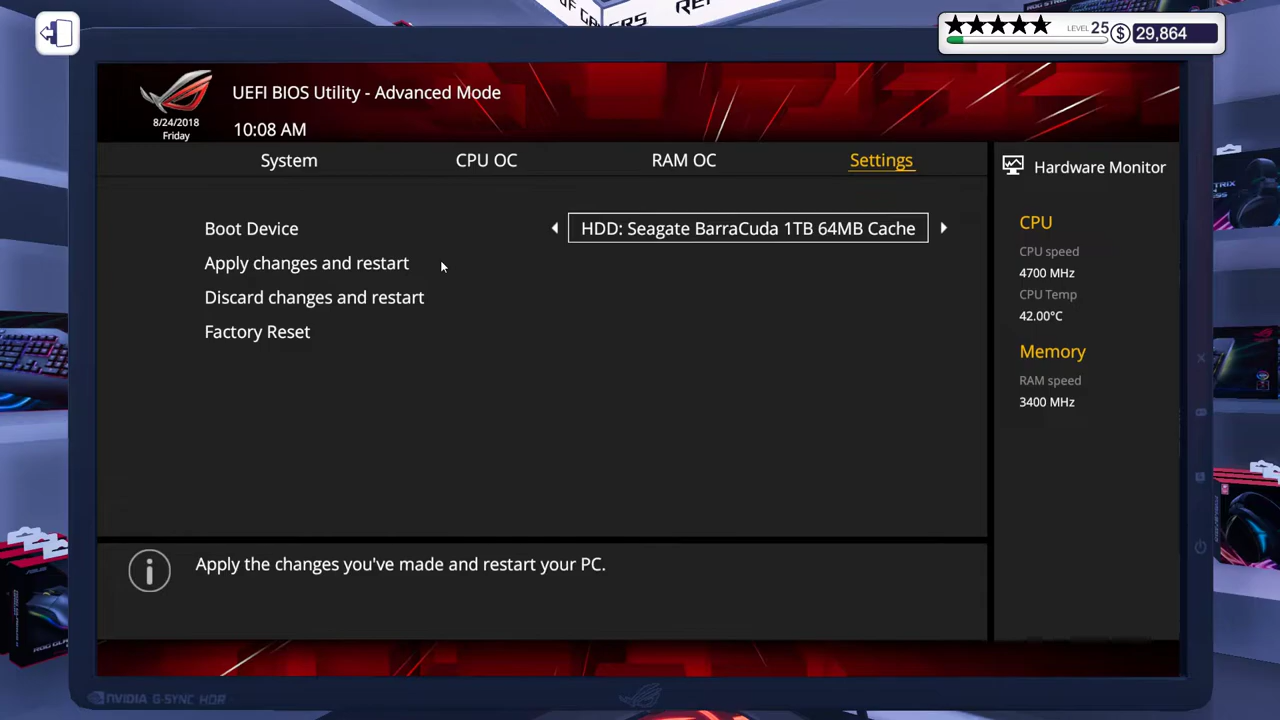 LEVEL 25 $ 29,864
UEFI BIOS Utility - Advanced Mode
8/24/2018
Friday
10:08 AM
System CPU OC RAM OC Settings
Hardware Monitor
Boot Device HDD: Seagate BarraCuda 1TB 64MB Cache
Apply changes and restart
Discard changes and restart
Factory Reset
CPU
CPU speed
4700 MHz
CPU Temp
42.00°C
Memory
RAM speed
3400 MHz
Apply the changes you've made and restart your PC.
NVIDIA G-SYNC HDR